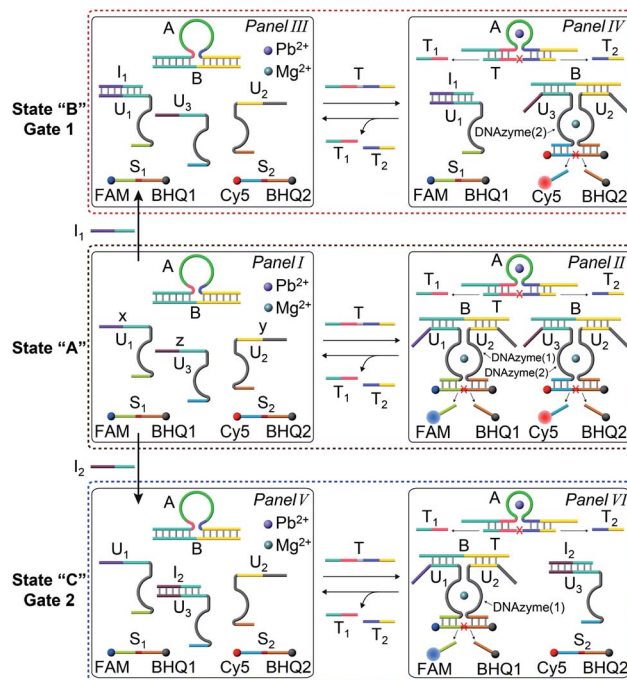 Panel III
A
Pb2+
Mg2+
B
I1
U1
U3
U2
S1
FAM
BHQ1
S2
Cy5
BHQ2
State “B”
Gate 1
T
T1
T2
Panel IV
A
T1
T2
T
I1
U1
B
U3
U2
DNAzyme(2)
S1
FAM
BHQ1
Cy5
BHQ2
I1
Panel I
A
Pb2+
Mg2+
B
x
U1
z
U3
y
U2
S1
FAM
BHQ1
S2
Cy5
BHQ2
State “A”
T
T1
T2
Panel II
A
Pb2+
Mg2+
T1
T2
T
B
U1
U2
B
U3
U2
DNAzyme(1)
DNAzyme(2)
FAM
BHQ1
Cy5
BHQ2
I2
Panel V
A
Pb2+
Mg2+
B
U1
I2
U3
U2
S1
FAM
BHQ1
S2
Cy5
BHQ2
State “C”
Gate 2
T
T1
T2
Panel VI
A
Pb2+
Mg2+
T1
T2
T
B
U1
U2
I2
U3
DNAzyme(1)
FAM
BHQ1
S2
Cy5
BHQ2